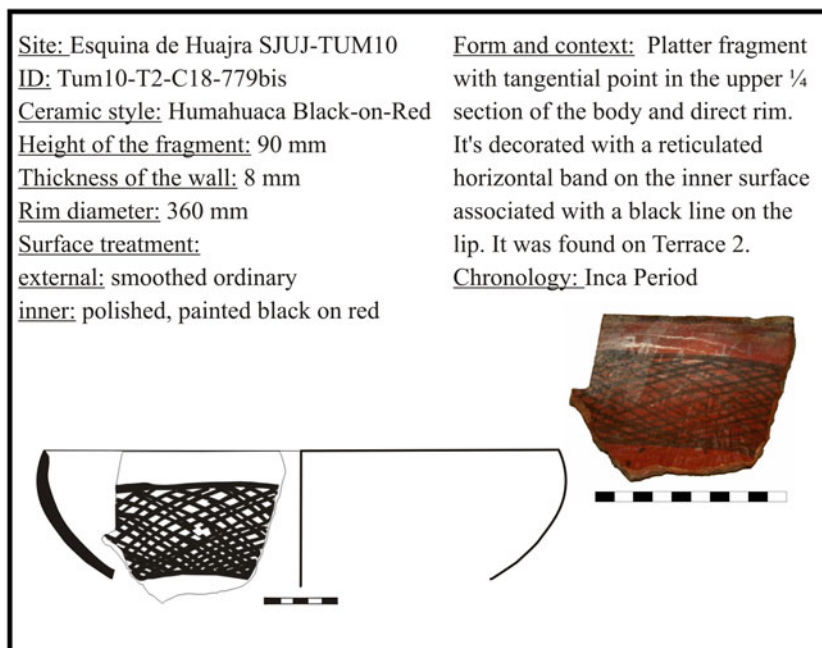 Site: Esquina de Huajra SJUJ-TUM10
ID: Tum10-T2-C18-779bis
Ceramic style: Humahuaca Black-on-Red
Height of the fragment: 90 mm
Thickness of the wall: 8 mm
Rim diameter: 360 mm
Surface treatment:
external: smoothed ordinary
inner: polished, painted black on red
Form and context: Platter fragment
with tangential point in the upper ¼
section of the body and direct rim.
It's decorated with a reticulated
horizontal band on the inner surface
associated with a black line on the
lip. It was found on Terrace 2.
Chronology: Inca Period